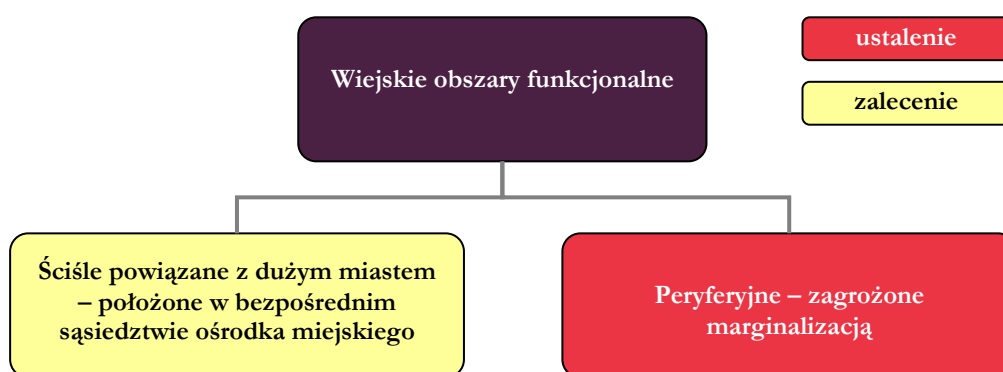 Wiejskie obszary funkcjonalne
ustalenie
zalecenie
Ściśle powiązane z dużym miastem
– położone w bezpośrednim
sąsiedztwie ośrodka miejskiego
Peryferyjne – zagrożone
marginalizacją